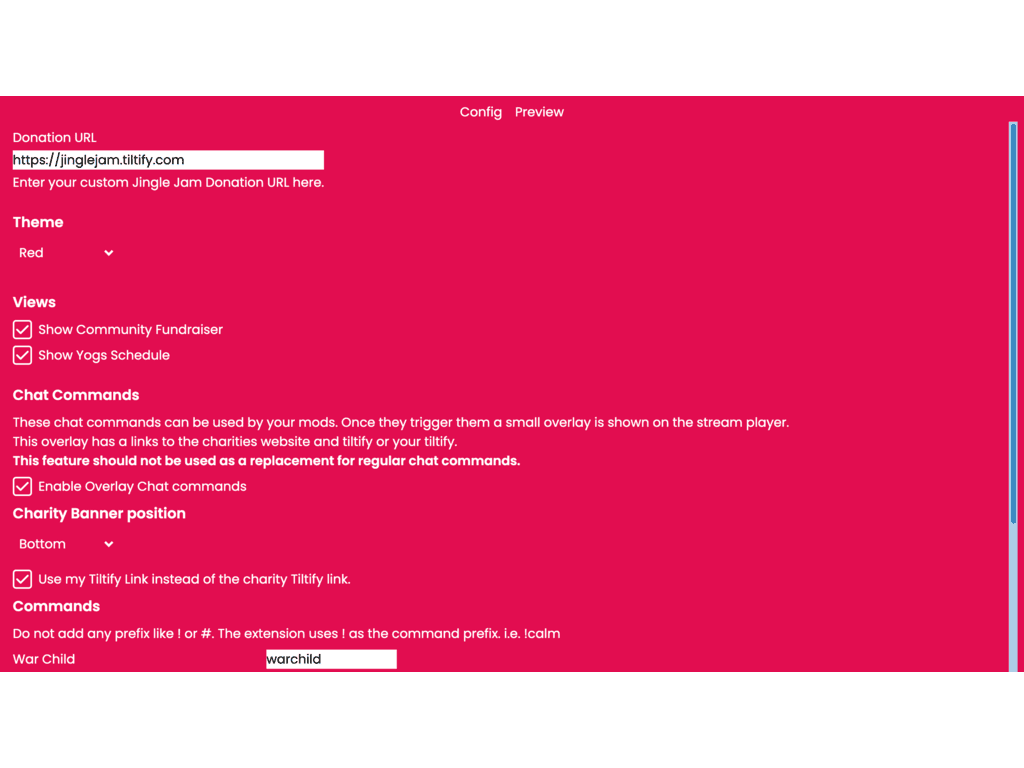 Config Preview
Donation URL
https://jinglejam.tiltify.com
Enter your custom Jingle Jam Donation URL here.
Theme
Red
Views
Show Community Fundraiser
Show Yogs Schedule
Chat Commands
These chat commands can be used by your mods. Once they trigger them a small overlay is shown on the stream player.
This overlay has a links to the charities website and tiltify or your tiltify.
This feature should not be used as a replacement for regular chat commands.
Enable Overlay Chat commands
Charity Banner position
Bottom
Use my Tiltify Link instead of the charity Tiltify link.
Commands
Do not add any prefix like ! or #. The extension uses ! as the command prefix. i.e. !calm
War Child warchild